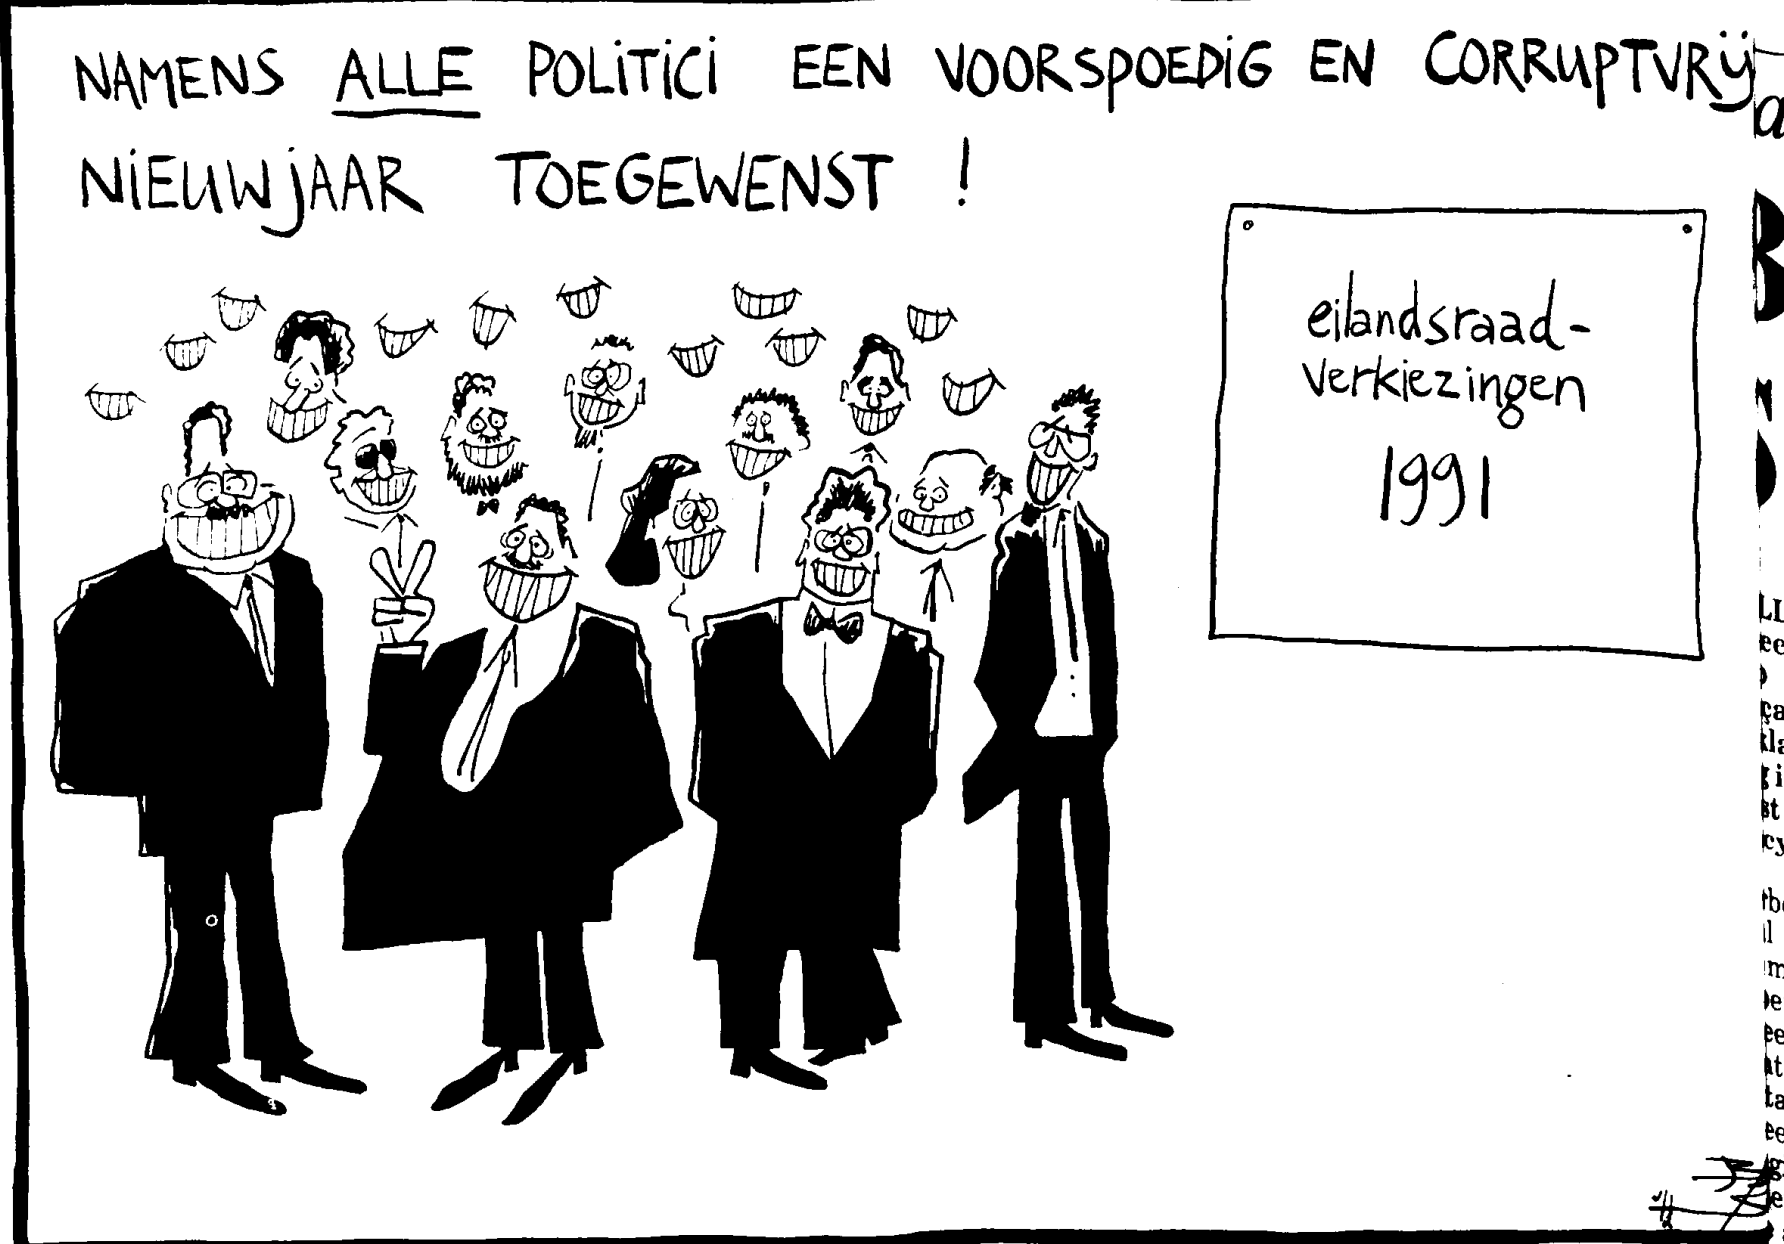 NAMENS ALLE POLITICI EEN VOORSPOEDIG EN CORRUPTVRIJ
NIEUWJAAR TOEGEWENST !
eilandsraad-
verkiezingen
1991